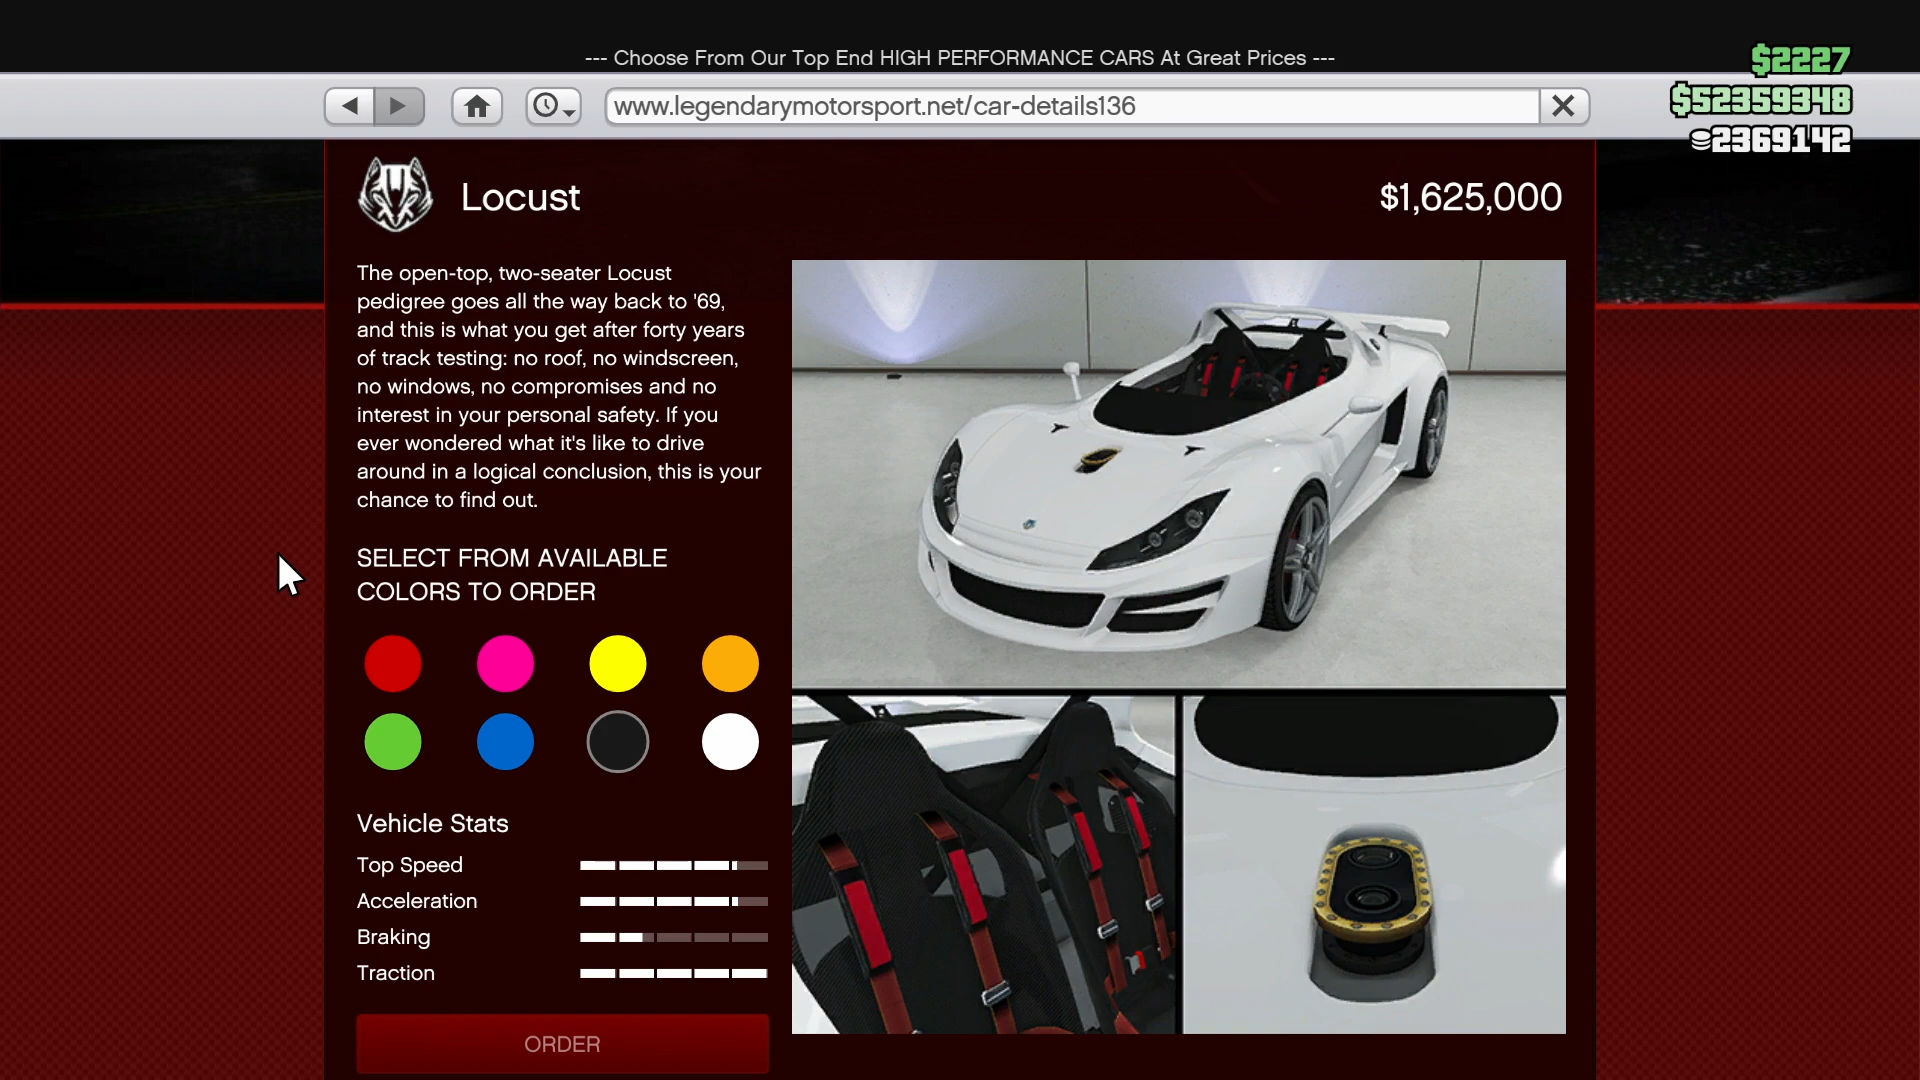 --- Choose From Our Top End HIGH PERFORMANCE CARS At Great Prices ---
$2227
$52359348
2369142
www.legendarymotorsport.net/car-details136
Locust
$1,625,000
The open-top, two-seater Locust
pedigree goes all the way back to '69,
and this is what you get after forty years
of track testing: no roof, no windscreen,
no windows, no compromises and no
interest in your personal safety. If you
ever wondered what it's like to drive
around in a logical conclusion, this is your
chance to find out.
SELECT FROM AVAILABLE
COLORS TO ORDER
Vehicle Stats
Top Speed
Acceleration
Braking
Traction
ORDER